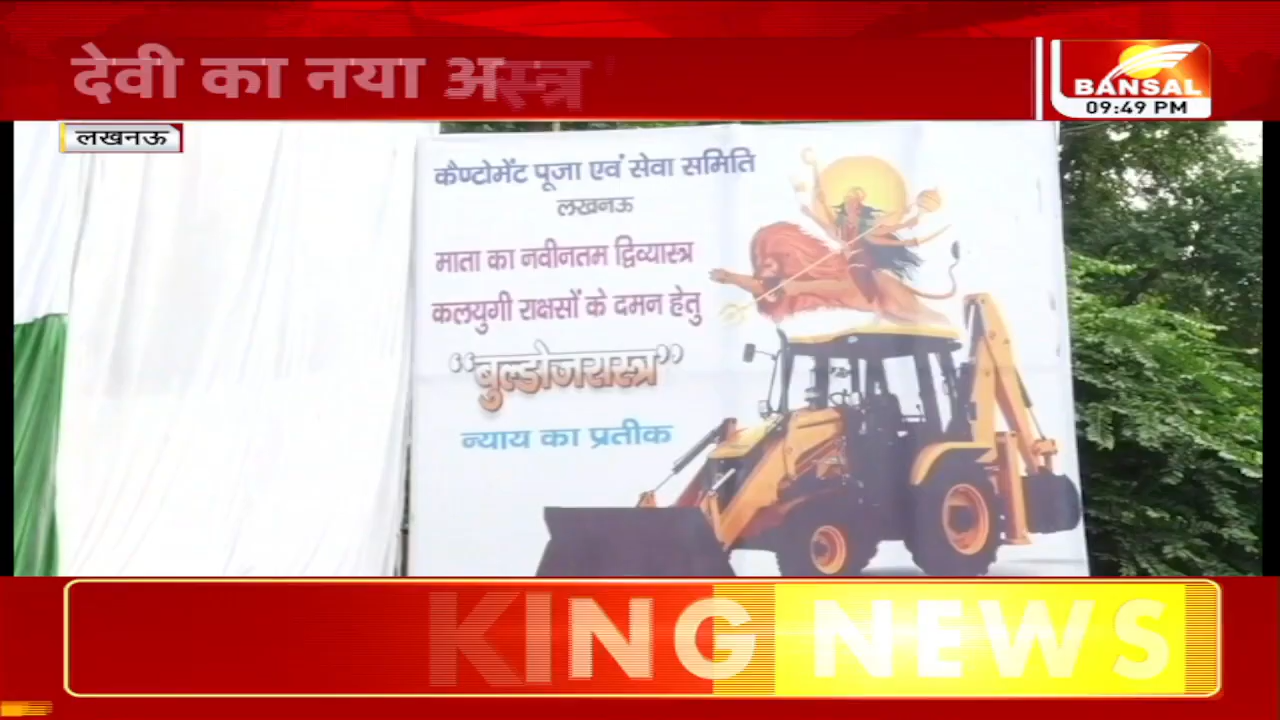 देवी का नया अस्त्र
BANSAL
09:49 PM
लखनऊ
कैण्टोमेंट पूजा एवं सेवा समिति
लखनऊ
माता का नवीनतम द्विव्यास्त्र
कलयुगी राक्षसों के दमन हेतु
“बुल्डोजरास्त्र”
न्याय का प्रतीक
KING NEWS